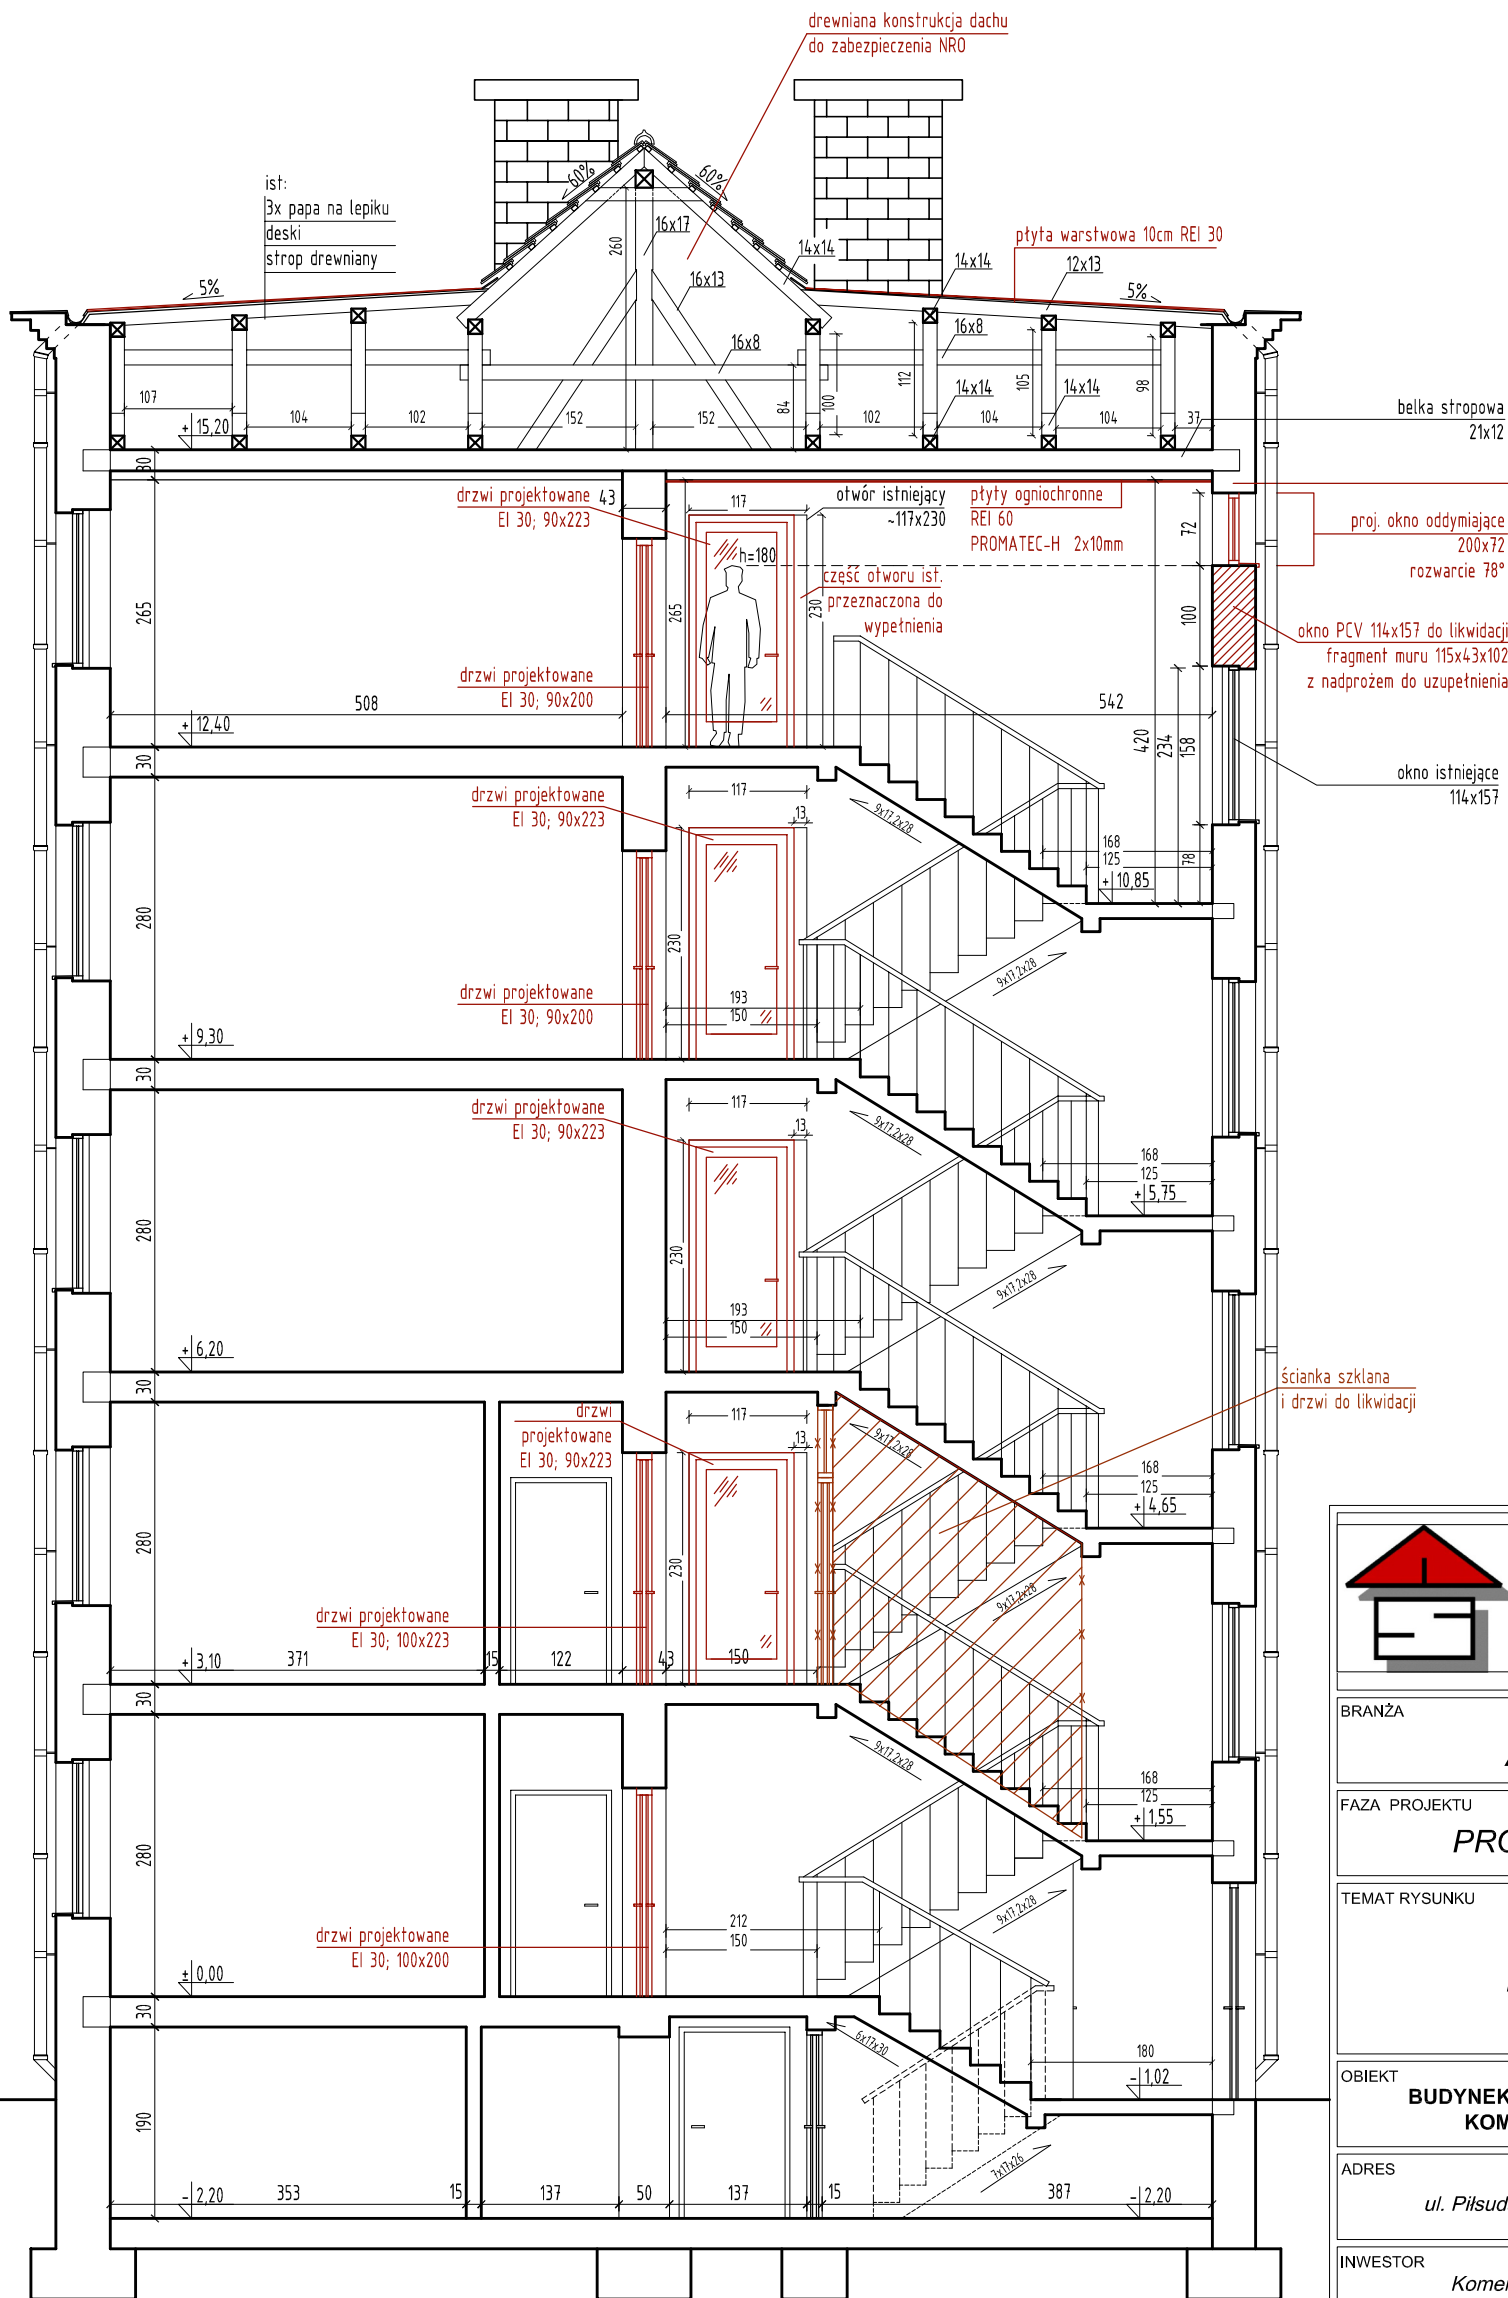 drewniana konstrukcja dachu
do zabezpieczenia NRO
ist:
3x papa na lepiku
deski
strop drewniany
60%
60%
5%
5%
260
16x17
16x13
14x14
14x14
12x13
płyta warstwowa 10cm REI 30
16x8
16x8
14x14
14x14
107
104
102
152
152
84
100
102
112
104
105
104
98
37
belka stropowa
21x12
+ 15,20
30
drzwi projektowane
EI 30; 90x223
43
117
otwór istniejący
~117x230
płyty ogniochronne
REI 60
PROMATEC-H 2x10mm
proj. okno oddymiające
200x72
rozwarcie 78°
72
h=180
część otworu ist.
przeznaczona do
wypełnienia
265
265
230
100
okno PCV 114x157 do likwidacji
fragment muru 115x43x102
z nadprożem do uzupełnienia
drzwi projektowane
EI 30; 90x200
508
542
+ 12,40
420
234
158
okno istniejące
114x157
30
drzwi projektowane
EI 30; 90x223
117
13
9x17,2x28
168
125
78
+ 10,85
280
230
drzwi projektowane
EI 30; 90x200
193
150
9x17,2x28
+ 9,30
30
drzwi projektowane
EI 30; 90x223
117
13
9x17,2x28
168
125
+ 5,75
280
230
193
150
9x17,2x28
+ 6,20
30
drzwi
projektowane
EI 30; 90x223
117
13
9x17,2x28
ścianka szklana
i drzwi do likwidacji
168
125
+ 4,65
280
230
9x17,2x28
drzwi projektowane
EI 30; 100x223
+ 3,10
371
15
122
43
150
30
9x17,2x28
168
125
+ 1,55
280
9x17,2x28
drzwi projektowane
EI 30; 100x200
212
150
± 0,00
30
6x17x30
180
- 1,02
190
7x17x26
- 2,20
353
15
137
50
137
15
387
- 2,20
BRANŻA
FAZA PROJEKTU
TEMAT RYSUNKU
OBIEKT
BUDYNEK
ADRES
INWESTOR